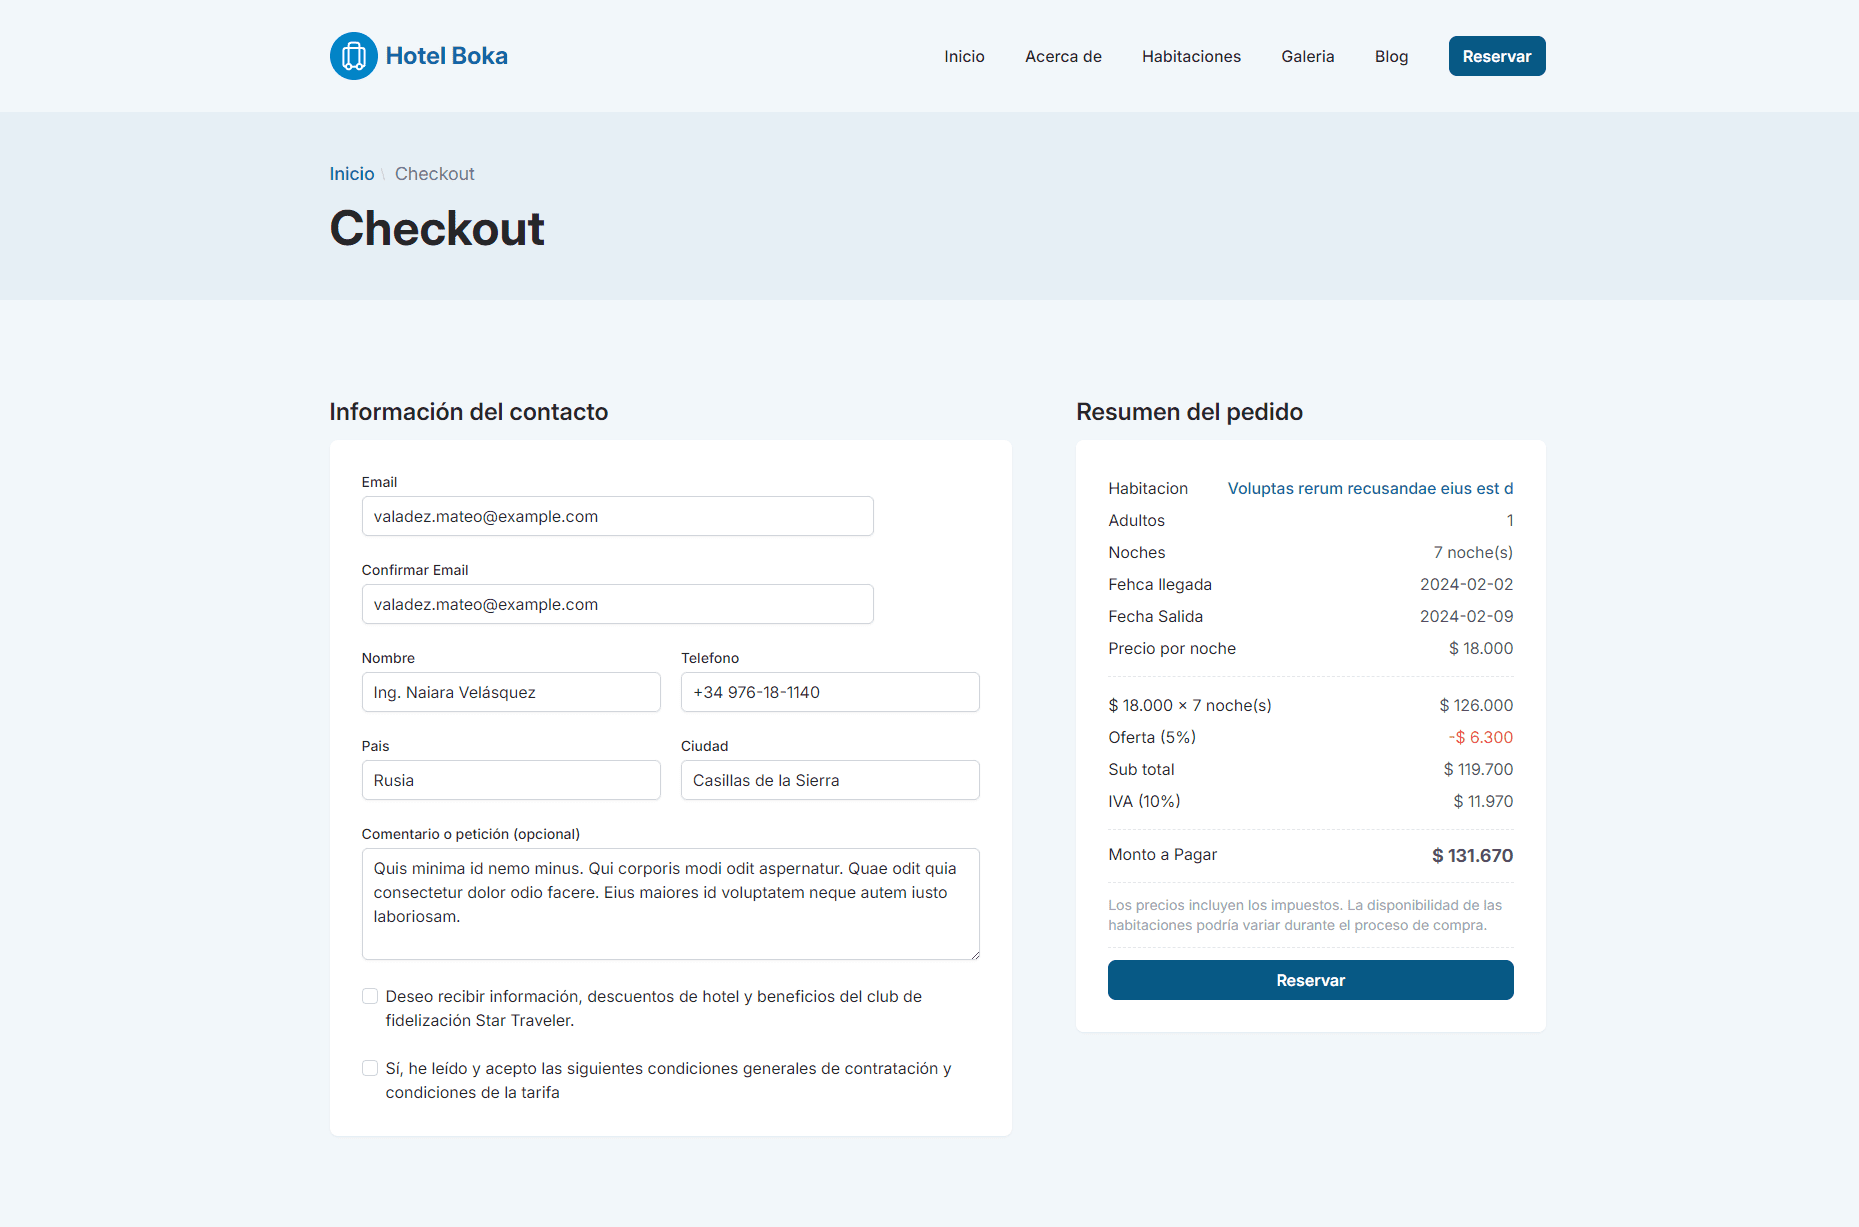 Hotel Boka
Inicio
Acerca de
Habitaciones
Galeria
Blog
Reservar
Inicio \ Checkout
Checkout
Información del contacto
Email
valadez.mateo@example.com
Confirmar Email
valadez.mateo@example.com
Nombre
Ing. Naiara Velásquez
Telefono
+34 976-18-1140
Pais
Rusia
Ciudad
Casillas de la Sierra
Comentario o petición (opcional)
Quis minima id nemo minus. Qui corporis modi odit aspernatur. Quae odit quia
consectetur dolor odio facere. Eius maiores id voluptatem neque autem iusto
laboriosam.
Deseo recibir información, descuentos de hotel y beneficios del club de
fidelización Star Traveler.
Sí, he leído y acepto las siguientes condiciones generales de contratación y
condiciones de la tarifa
Resumen del pedido
Habitacion Voluptas rerum recusandae eius est d
Adultos 1
Noches 7 noche(s)
Fehca llegada 2024-02-02
Fecha Salida 2024-02-09
Precio por noche $ 18.000
$ 18.000 × 7 noche(s) $ 126.000
Oferta (5%) -$ 6.300
Sub total $ 119.700
IVA (10%) $ 11.970
Monto a Pagar $ 131.670
Los precios incluyen los impuestos. La disponibilidad de las
habitaciones podría variar durante el proceso de compra.
Reservar